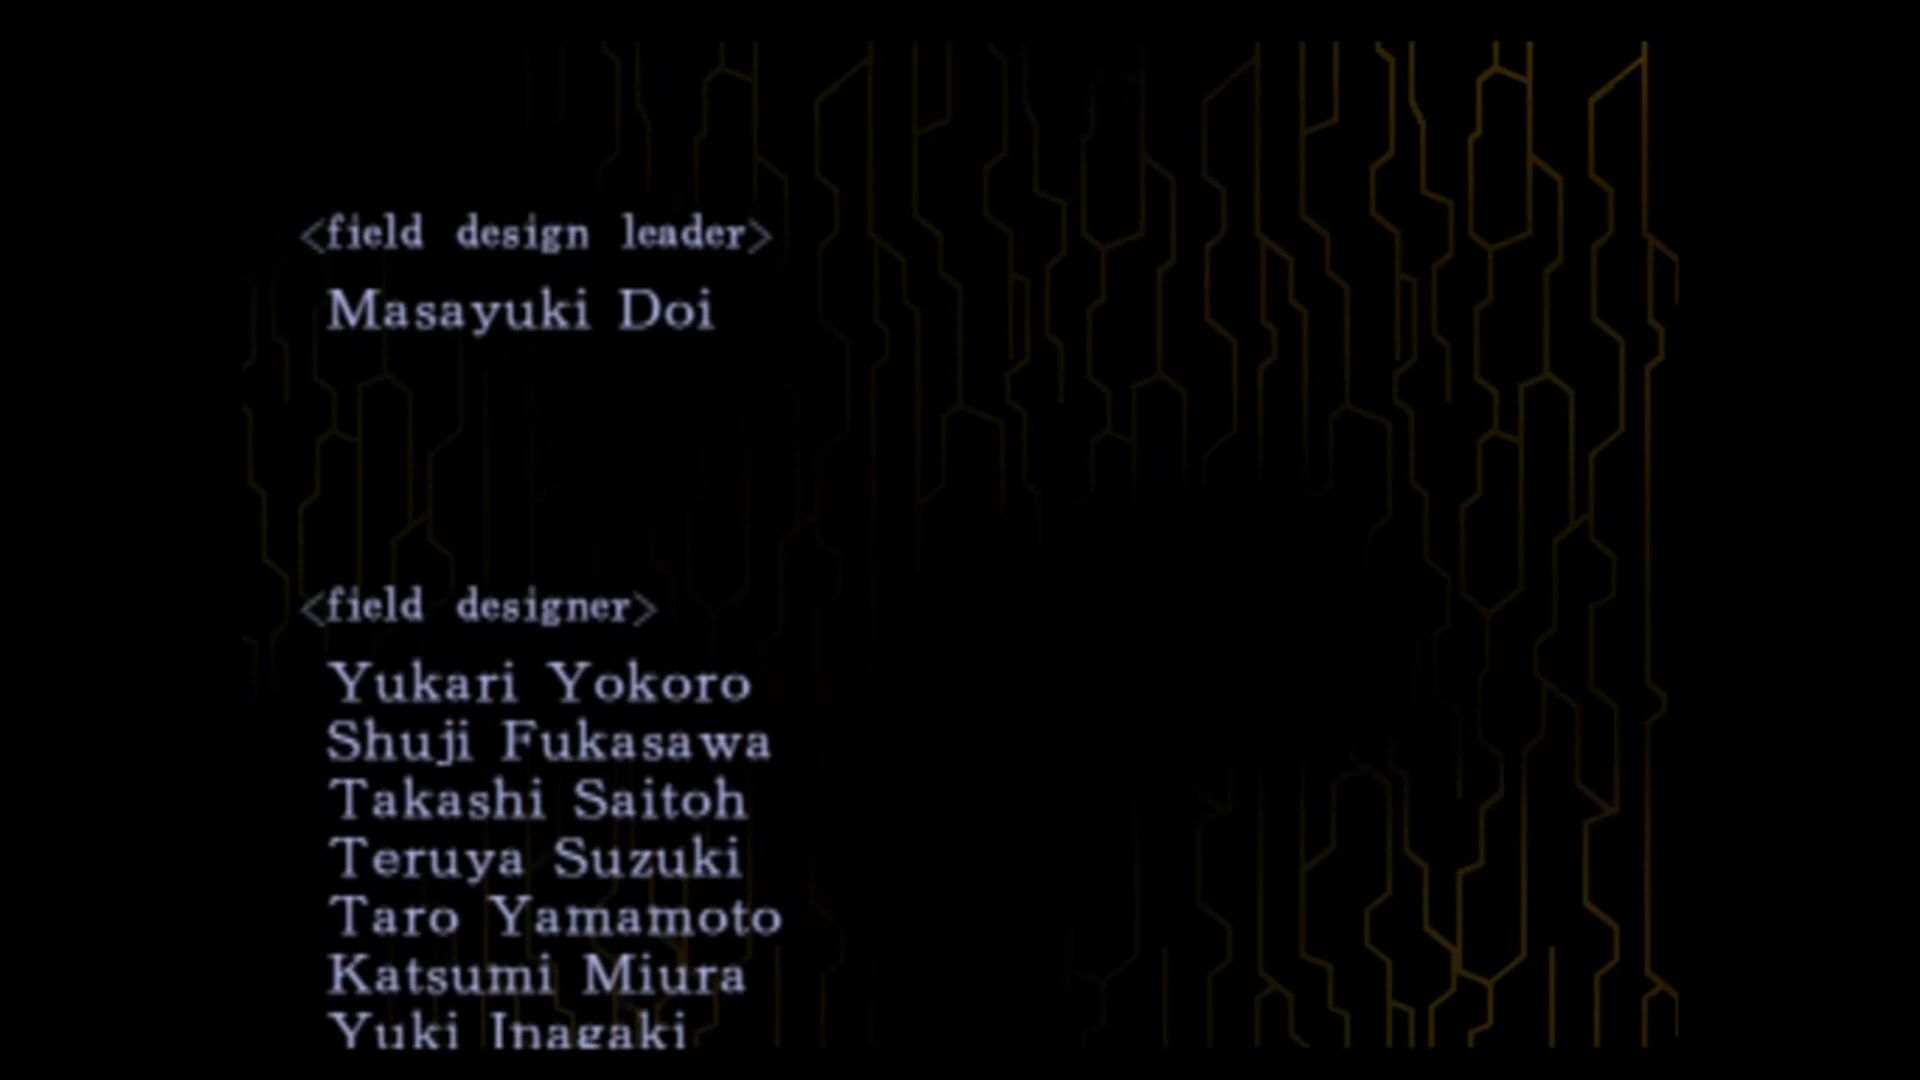 <field design leader>
Masayuki Doi
<field designer>
Yukari Yokoro
Shuji Fukasawa
Takashi Saitoh
Teruya Suzuki
Taro Yamamoto
Katsumi Miura
Yuki Inagaki